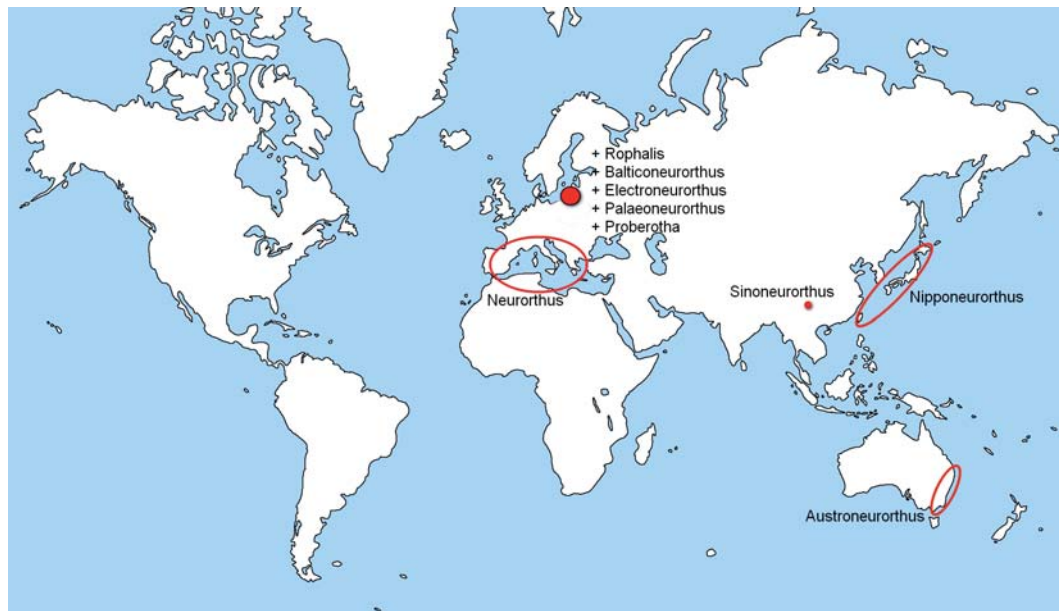 + Rophalis
+ Balticoneurorthus
+ Electroneurorthus
+ Palaeoneurorthus
+ Proberotha
Neurorthus
Sinoneurorthus
Nipponeurorthus
Austroneurorthus